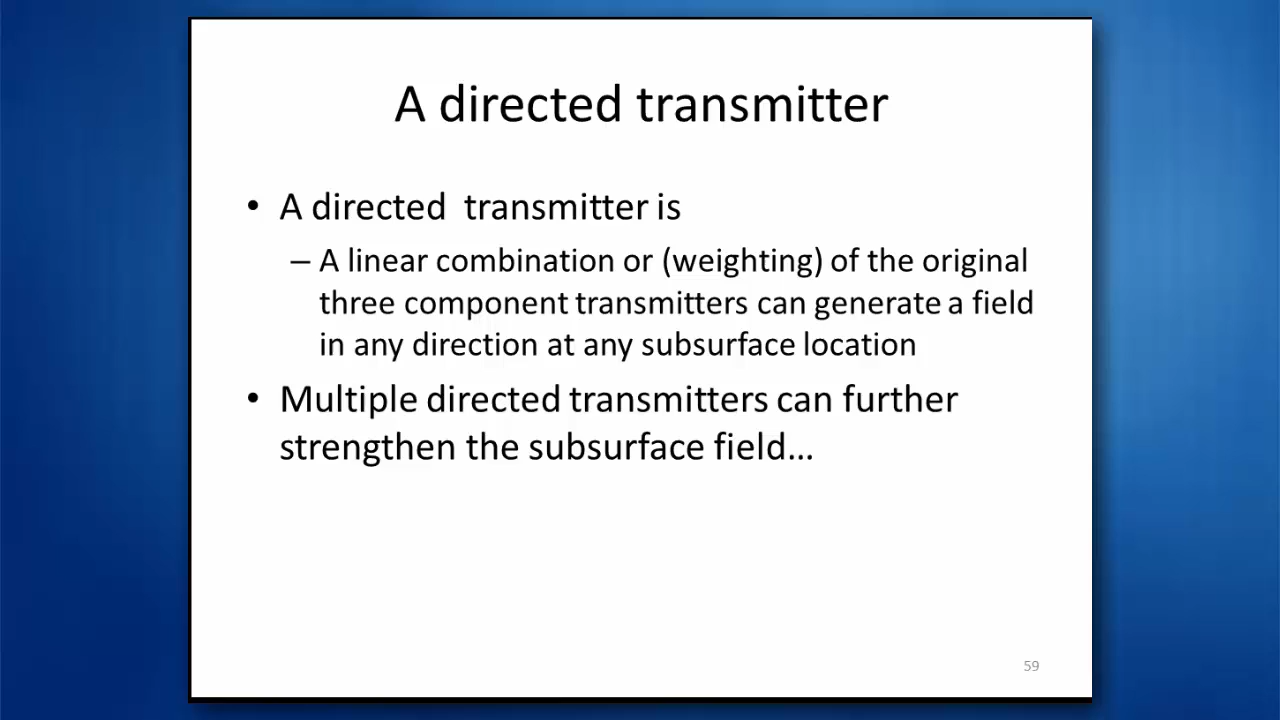 A directed transmitter
• A directed  transmitter is
– A linear combination or (weighting) of the original
three component transmitters can generate a field
in any direction at any subsurface location
• Multiple directed transmitters can further
strengthen the subsurface field…
59